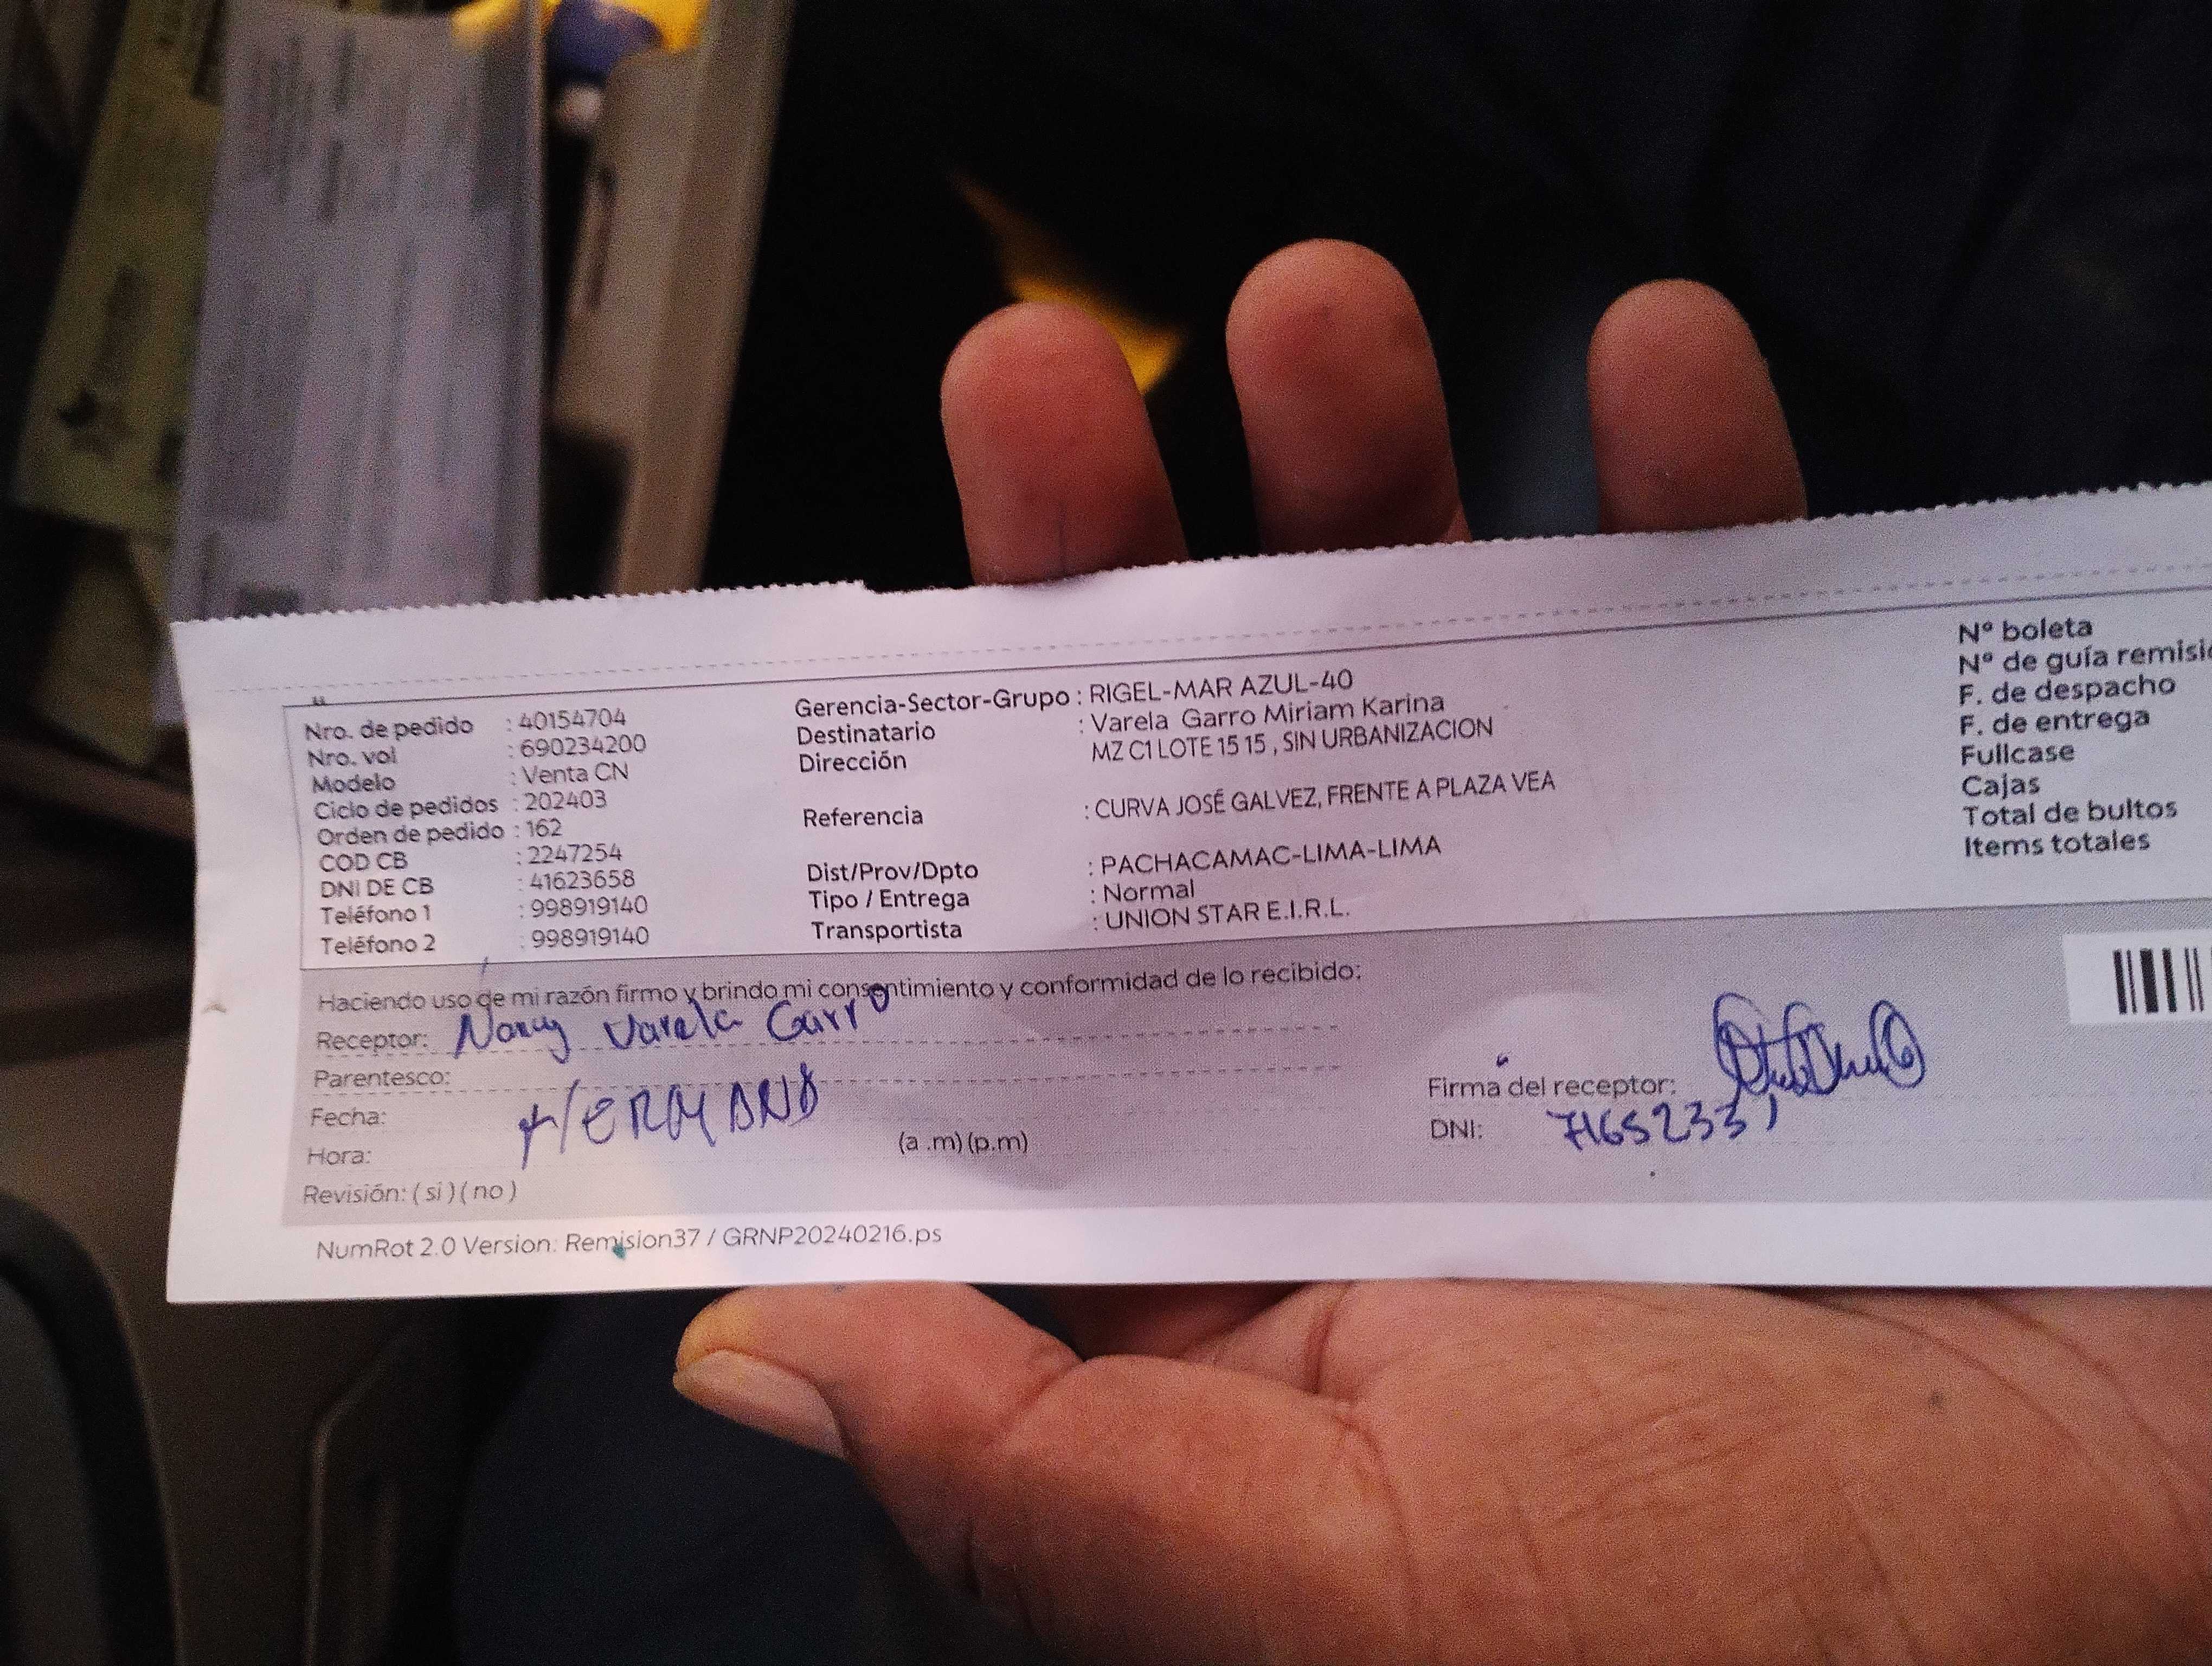 Nro. de pedido : 40154704
Nro. vol : 690234200
Modelo : Venta CN
Ciclo de pedidos : 202403
Orden de pedido : 162
COD CB : 2247254
DNI DE CB : 41623658
Teléfono 1 : 998919140
Teléfono 2 : 998919140
Gerencia-Sector-Grupo : RIGEL-MAR AZUL-40
Destinatario : Varela Garro Miriam Karina
Dirección MZ C1 LOTE 15 15 , SIN URBANIZACION
Referencia : CURVA JOSÉ GALVEZ, FRENTE A PLAZA VEA
Dist/Prov/Dpto : PACHACAMAC-LIMA-LIMA
Tipo / Entrega : Normal
Transportista : UNION STAR E.I.R.L.
Nº boleta
Nº de guía
F. de despacho
F. de entrega
Fullcase
Cajas
Total de bultos
Items totales
Haciendo uso de mi razón firmo y brindo mi consentimiento y conformidad de lo recibido:
Receptor: Nancy Varela Garro
Parentesco:
HERMANO
Fecha:
Hora: (a .m) (p.m)
Revisión: ( si ) ( no )
Firma del receptor:
DNI: 71652331
NumRot 2.0 Version: Remision37 / GRNP20240216.ps